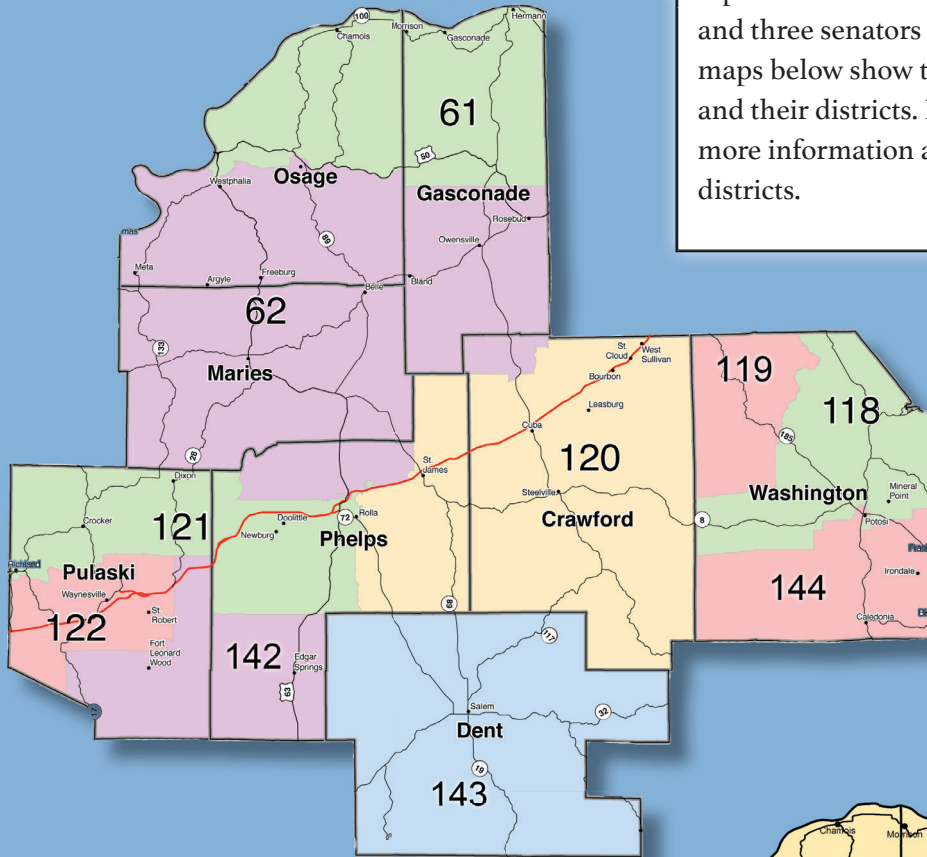 and three senators
maps below show t
and their districts.
more information a
districts.
100
Hermann
Morrison
Chamois
Gasconade
61
50
Osage
Westphalia
Gasconade
Rosebud
mas
89
Owensville
Meta
Argyle
Freeburg
Bland
Belle
62
133
Maries
28
St.
Cloud
West
Sullivan
Bourbon
Leasburg
Cuba
119
118
185
120
St.
James
Steelville
Crawford
Washington
Mineral
Point
8
Potosi
Dixon
Crocker
121
Doolittle
Newburg
72
Rolla
Phelps
Richland
Pulaski
Waynesville
122
St.
Robert
Fort
Leonard
Wood
17
142
Edgar
Springs
63
68
117
144
Irondale
Caledonia
Salem
32
Dent
19
143
Chamois
Morrison